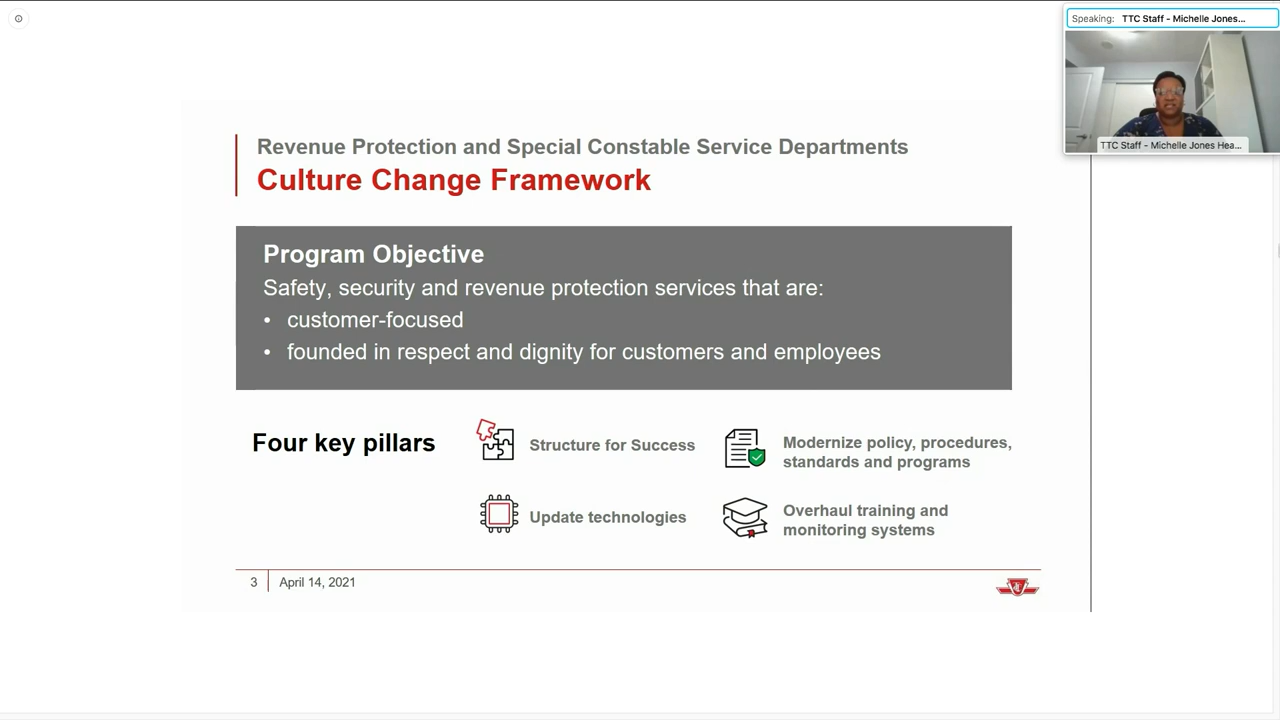 Speaking: TTC Staff - Michelle Jones...
TTC Staff - Michelle Jones Hea...
Revenue Protection and Special Constable Service Departments
Culture Change Framework
Program Objective
Safety, security and revenue protection services that are:
• customer-focused
• founded in respect and dignity for customers and employees
Four key pillars
Structure for Success
Modernize policy, procedures,
standards and programs
Update technologies
Overhaul training and
monitoring systems
3
April 14, 2021